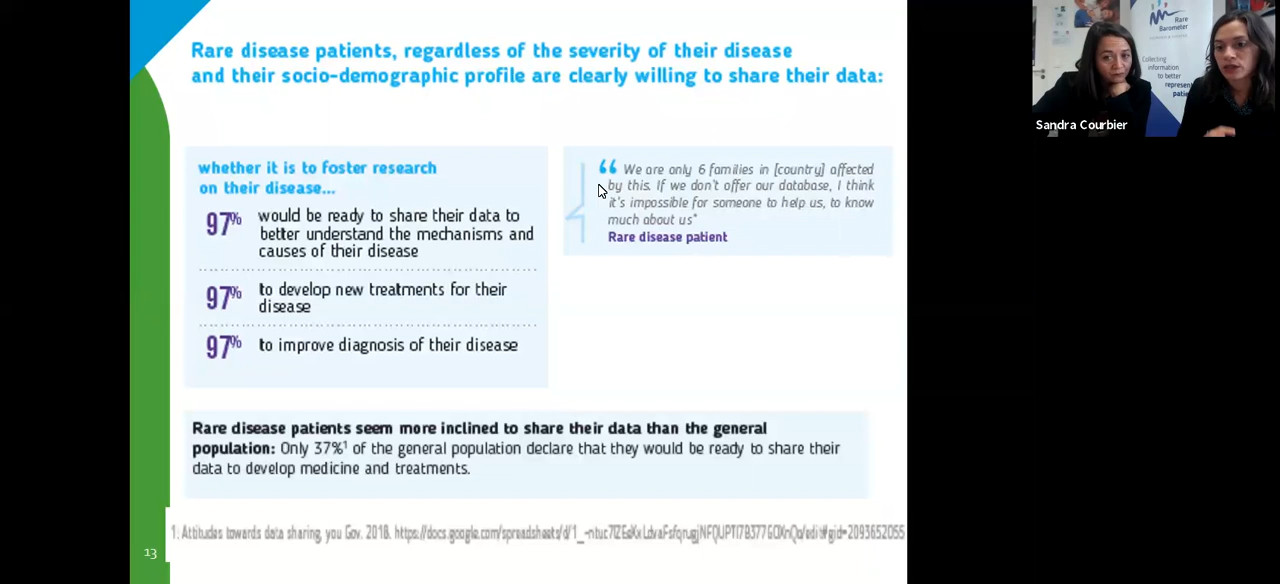 Rare disease patients, regardless of the severity of their disease
and their socio-demographic profile are clearly willing to share their data:
whether it is to foster research
on their disease...
97% would be ready to share their data to
better understand the mechanisms and
causes of their disease
97% to develop new treatments for their
disease
97% to improve diagnosis of their disease
“ We are only 6 families in [country] affected
by this. If we don't offer our database, I think
it's impossible for someone to help us, to know
much about us"
Rare disease patient
Rare disease patients seem more inclined to share their data than the general
population: Only 37%¹ of the general population declare that they would be ready to share their
data to develop medicine and treatments.
1: Attitudes towards data sharing, you Gov. 2018.
13
Rare
Barometer
Collecting
information
to better
represent
Sandra Courbier